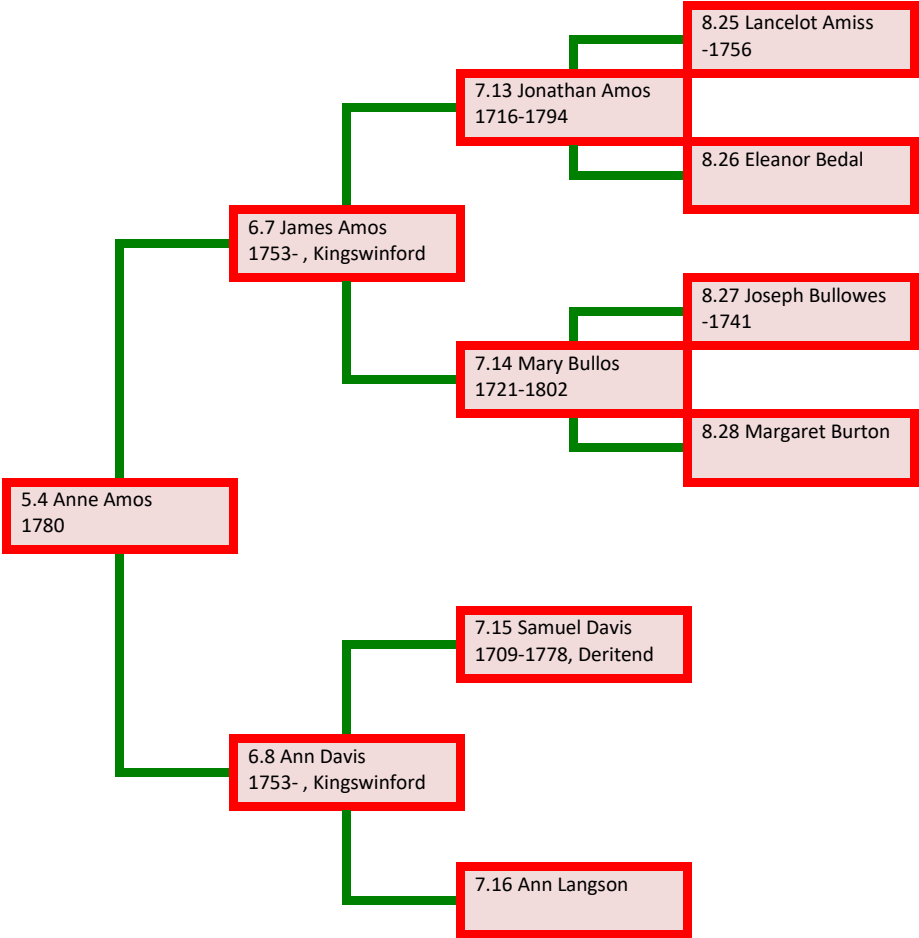 8.25 Lancelot Amiss
-1756
7.13 Jonathan Amos
1716-1794
8.26 Eleanor Bedal
6.7 James Amos
1753- , Kingswinford
8.27 Joseph Bullowes
-1741
7.14 Mary Bullos
1721-1802
8.28 Margaret Burton
5.4 Anne Amos
1780
7.15 Samuel Davis
1709-1778, Deritend
6.8 Ann Davis
1753- , Kingswinford
7.16 Ann Langson